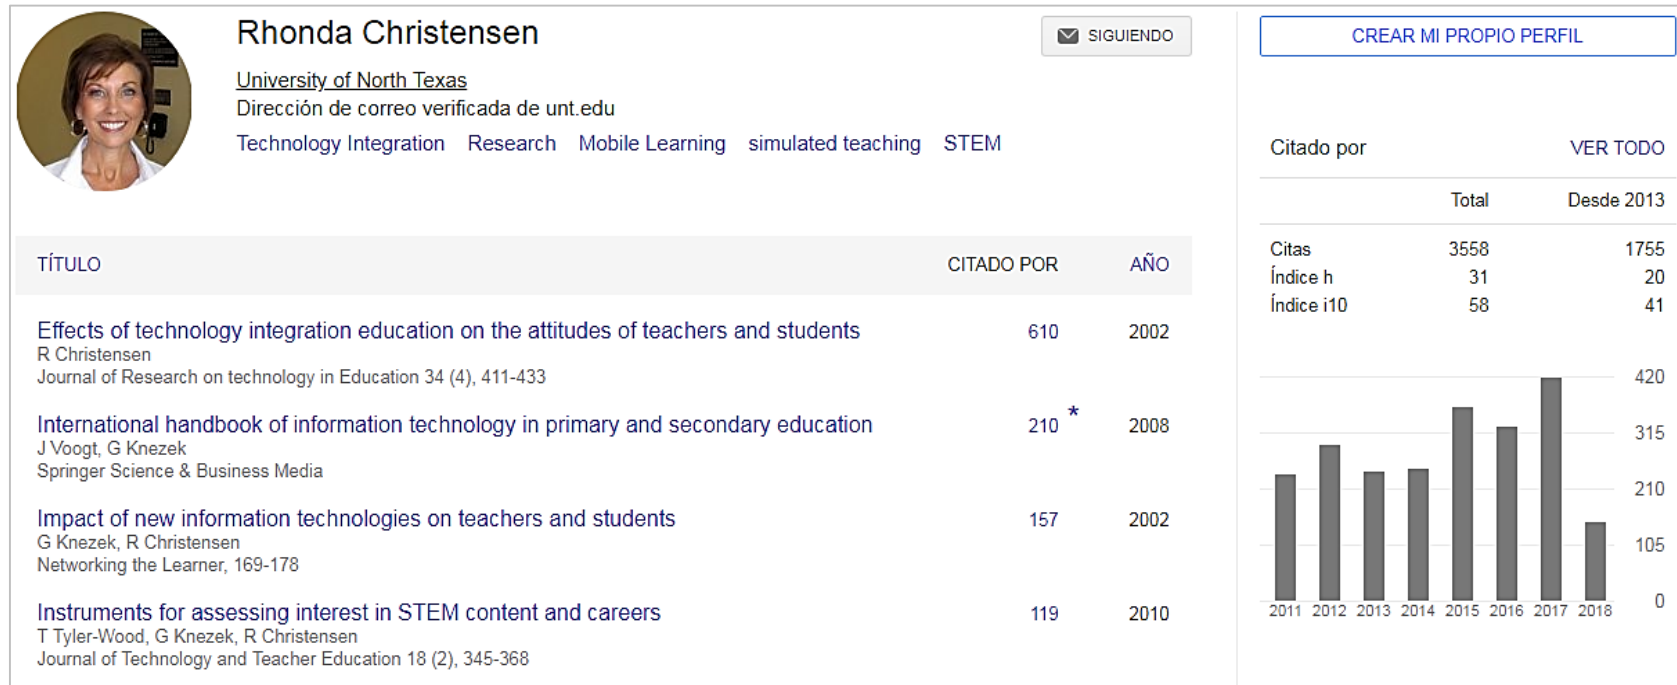 Rhonda Christensen
SIGUIENDO
University of North Texas
Dirección de correo verificada de unt.edu
Technology Integration Research Mobile Learning simulated teaching STEM
TÍTULO CITADO POR AÑO
Effects of technology integration education on the attitudes of teachers and students 610 2002
R Christensen
Journal of Research on technology in Education 34 (4), 411-433
International handbook of information technology in primary and secondary education 210 * 2008
J Voogt, G Knezek
Springer Science & Business Media
Impact of new information technologies on teachers and students 157 2002
G Knezek, R Christensen
Networking the Learner, 169-178
Instruments for assessing interest in STEM content and careers 119 2010
T Tyler-Wood, G Knezek, R Christensen
Journal of Technology and Teacher Education 18 (2), 345-368
CREAR MI PROPIO PERFIL
Citado por VER TODO
Total Desde 2013
Citas 3558 1755
Índice h 31 20
Índice i10 58 41
420
315
210
105
0
2011 2012 2013 2014 2015 2016 2017 2018